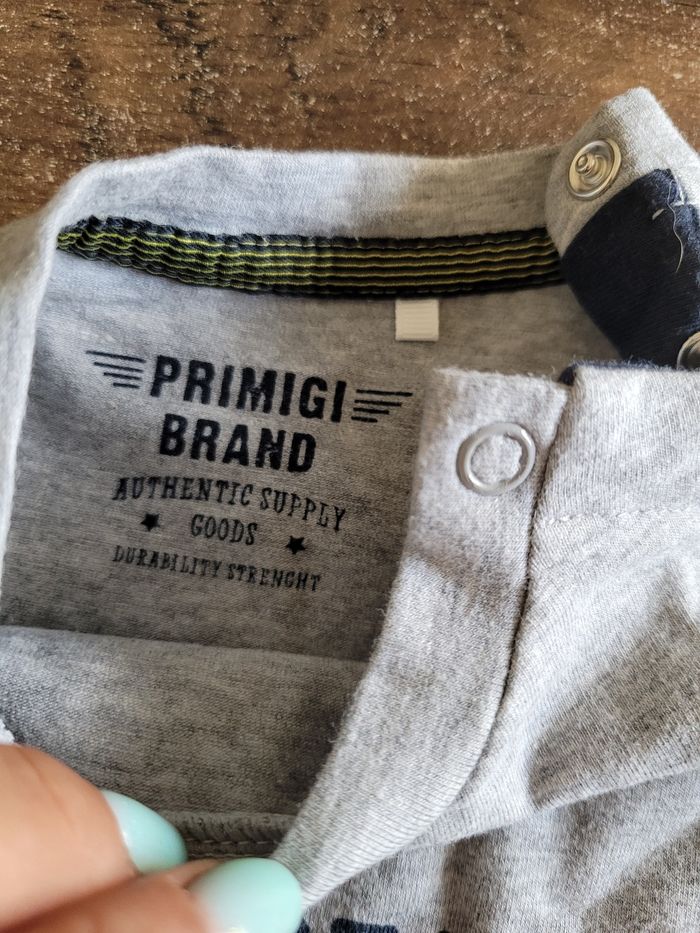 PRIMIGI
BRAND
AUTHENTIC SUPPLY
GOODS
DURABILITY STRENGHT